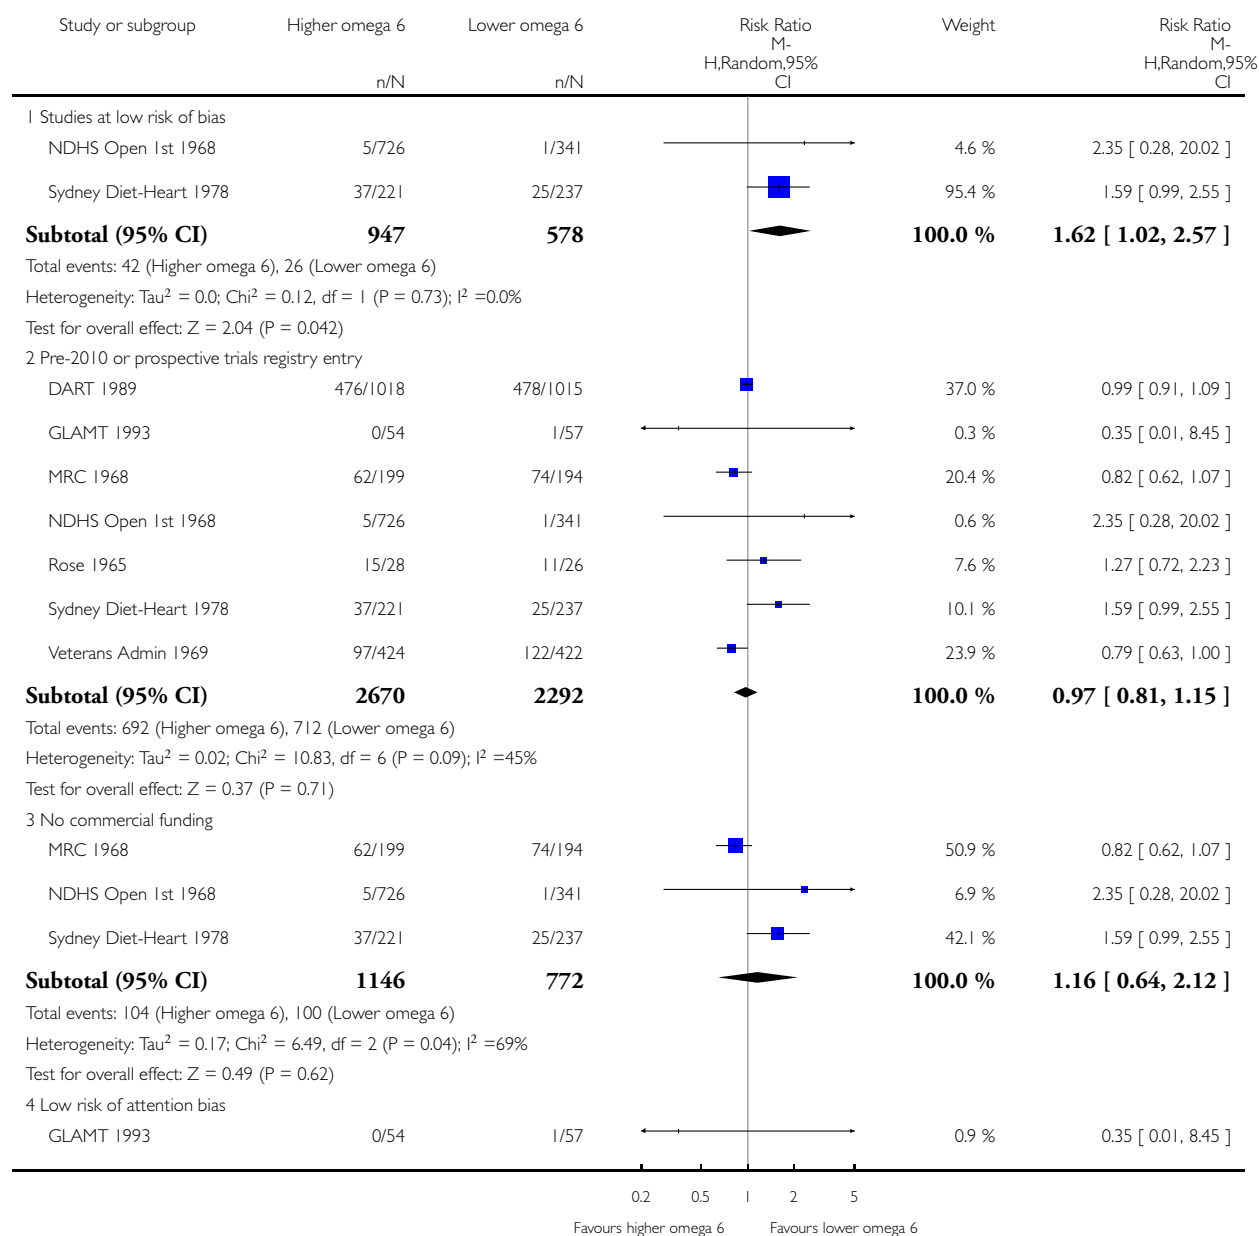 Study or subgroup Higher omega 6 Lower omega 6 Risk Ratio Weight Risk Ratio
M- M-
H,Random,95% H,Random,95%
n/N n/N CI CI
1 Studies at low risk of bias
NDHS Open 1st 1968 5/726 1/341 4.6 % 2.35 [ 0.28, 20.02 ]
Sydney Diet-Heart 1978 37/221 25/237 95.4 % 1.59 [ 0.99, 2.55 ]
Subtotal (95% CI) 947 578 100.0 % 1.62 [ 1.02, 2.57 ]
Total events: 42 (Higher omega 6), 26 (Lower omega 6)
Heterogeneity: Tau² = 0.0; Chi² = 0.12, df = 1 (P = 0.73); I² =0.0%
Test for overall effect: Z = 2.04 (P = 0.042)
2 Pre-2010 or prospective trials registry entry
DART 1989 476/1018 478/1015 37.0 % 0.99 [ 0.91, 1.09 ]
GLAMT 1993 0/54 1/57 0.3 % 0.35 [ 0.01, 8.45 ]
MRC 1968 62/199 74/194 20.4 % 0.82 [ 0.62, 1.07 ]
NDHS Open 1st 1968 5/726 1/341 0.6 % 2.35 [ 0.28, 20.02 ]
Rose 1965 15/28 11/26 7.6 % 1.27 [ 0.72, 2.23 ]
Sydney Diet-Heart 1978 37/221 25/237 10.1 % 1.59 [ 0.99, 2.55 ]
Veterans Admin 1969 97/424 122/422 23.9 % 0.79 [ 0.63, 1.00 ]
Subtotal (95% CI) 2670 2292 100.0 % 0.97 [ 0.81, 1.15 ]
Total events: 692 (Higher omega 6), 712 (Lower omega 6)
Heterogeneity: Tau² = 0.02; Chi² = 10.83, df = 6 (P = 0.09); I² =45%
Test for overall effect: Z = 0.37 (P = 0.71)
3 No commercial funding
MRC 1968 62/199 74/194 50.9 % 0.82 [ 0.62, 1.07 ]
NDHS Open 1st 1968 5/726 1/341 6.9 % 2.35 [ 0.28, 20.02 ]
Sydney Diet-Heart 1978 37/221 25/237 42.1 % 1.59 [ 0.99, 2.55 ]
Subtotal (95% CI) 1146 772 100.0 % 1.16 [ 0.64, 2.12 ]
Total events: 104 (Higher omega 6), 100 (Lower omega 6)
Heterogeneity: Tau² = 0.17; Chi² = 6.49, df = 2 (P = 0.04); I² =69%
Test for overall effect: Z = 0.49 (P = 0.62)
4 Low risk of attention bias
GLAMT 1993 0/54 1/57 0.9 % 0.35 [ 0.01, 8.45 ]
0.2 0.5 1 2 5
Favours higher omega 6 Favours lower omega 6